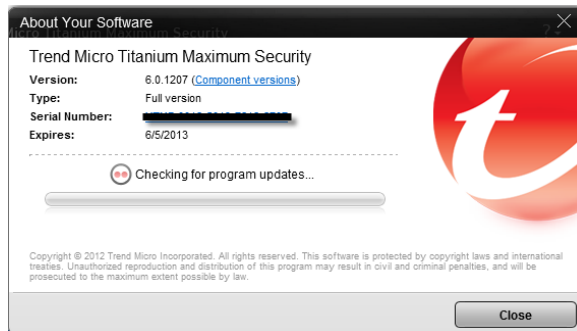 About Your Software
Trend Micro Titanium Maximum Security
Version: 6.0.1207 (Component versions)
Type: Full version
Serial Number:
Expires: 6/5/2013
Checking for program updates...
Copyright © 2012 Trend Micro Incorporated. All rights reserved. This software is protected by copyright laws and international
treaties. Unauthorized reproduction and distribution of this program may result in civil and criminal penalties, and will be
prosecuted to the maximum extent possible by law.
Close